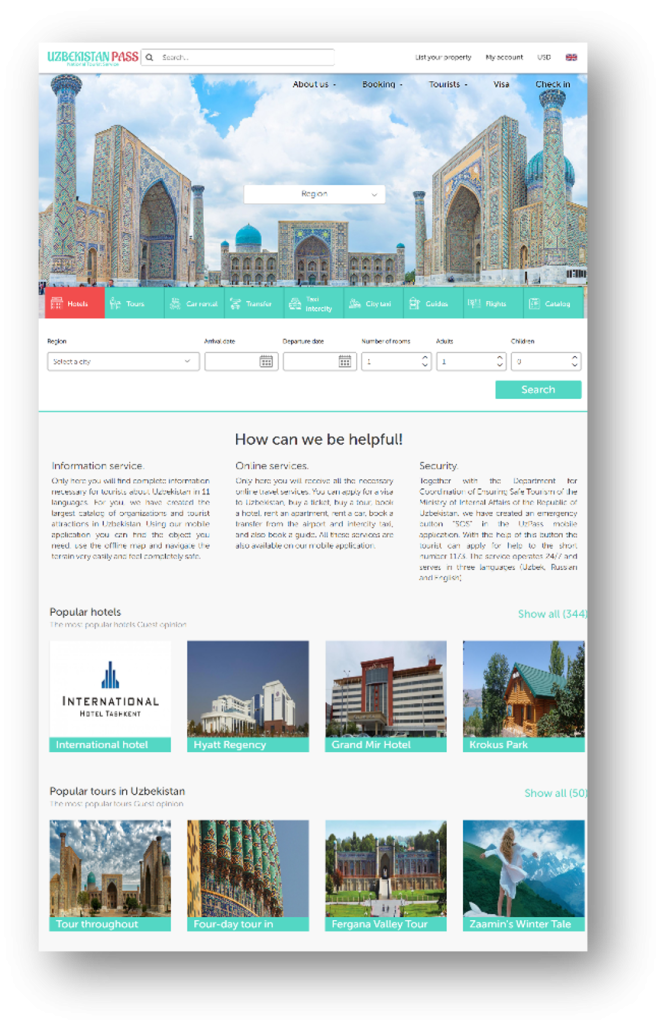 UZBEKISTAN PASS
National Tourist Service
Search...
List your property
My account
USD
About us
Booking
Tourists
Visa
Check in
Region
Hotels
Tours
Car rental
Transfer
Taxi
Intercity
City taxi
Guides
Flights
Catalog
Region
Arrival date
Departure date
Number of rooms
Adults
Children
Select a city
1
1
0
Search
How can we be helpful!
Information service.
Only here you will find complete information
necessary for tourists about Uzbekistan in 11
languages. For you, we have created the
largest catalog of organizations and tourist
attractions in Uzbekistan. Using our mobile
application you can find the object you
need, use the offline map and navigate the
terrain very easily and feel completely safe.
Online services.
Only here you will receive all the necessary
online travel services. You can apply for a visa
to Uzbekistan, buy a ticket, buy a tour, book
a hotel, rent an apartment, rent a car, book a
transfer from the airport and intercity taxi,
and also book a guide. All these services are
also available on our mobile application.
Security.
Together with the Department for
Coordination of Ensuring Safe Tourism of the
Ministry of Internal Affairs of the Republic of
Uzbekistan, we have created an emergency
button "SOS" in the UzPass mobile
application. With the help of this button the
tourist can apply for help to the short
number 1173. The service operates 24/7 and
serves in three languages (Uzbek, Russian
and English)
Popular hotels
The most popular hotels Guest opinion
Show all (344)
INTERNATIONAL
HOTEL TASHKENT
International hotel
Hyatt Regency
Grand Mir Hotel
Krokus Park
Popular tours in Uzbekistan
The most popular tours Guest opinion
Show all (50)
Tour throughout
Four-day tour in
Fergana Valley Tour
Zaamin's Winter Tale